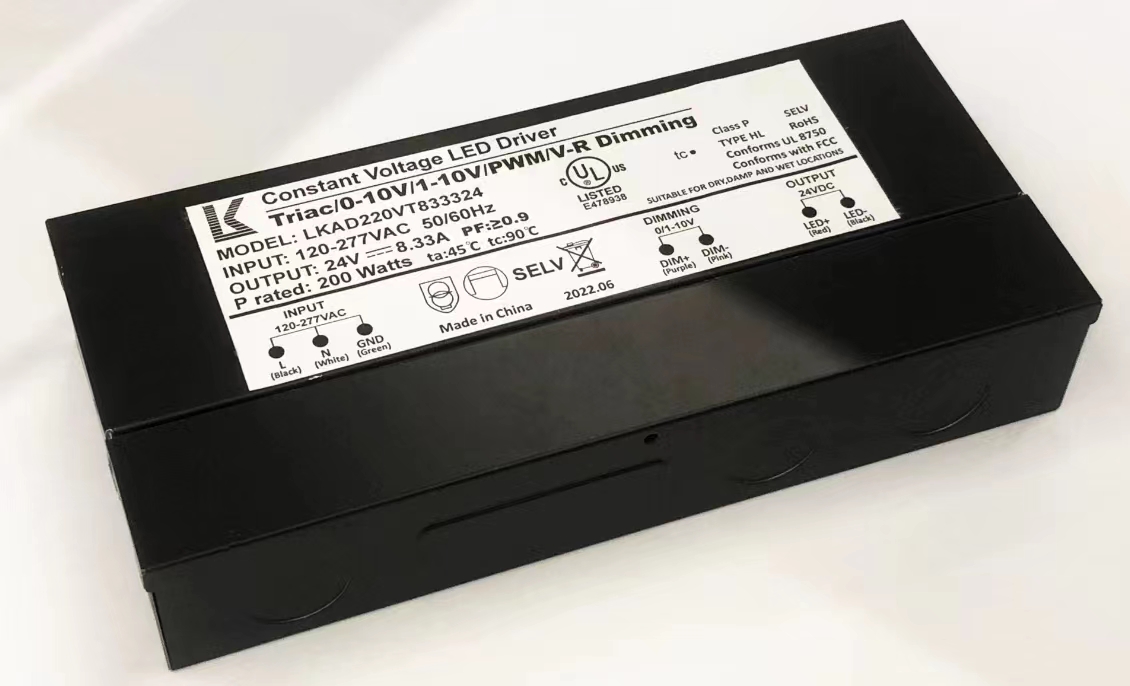 LK
Constant Voltage LED Driver
Triac/0-10V/1-10V/PWM/V-R Dimming
MODEL: LKAD220VT833324
INPUT: 120-277VAC 50/60Hz
OUTPUT: 24V ⎓ 8.33A PF:≥0.9
P rated: 200 Watts ta:45℃ tc:90℃
C UL US
®
LISTED
E478938
tc •
Class P SELV
TYPE HL RoHS
Conforms UL 8750
Conforms with FCC
SUITABLE FOR DRY,DAMP AND WET LOCATIONS
INPUT
120-277VAC
L
(Black)
N
(White)
GND
(Green)
SELV
Made in China
2022.06
DIMMING
0/1-10V
DIM+
(Purple)
DIM-
(Pink)
OUTPUT
24VDC
LED+
(Red)
LED-
(Black)